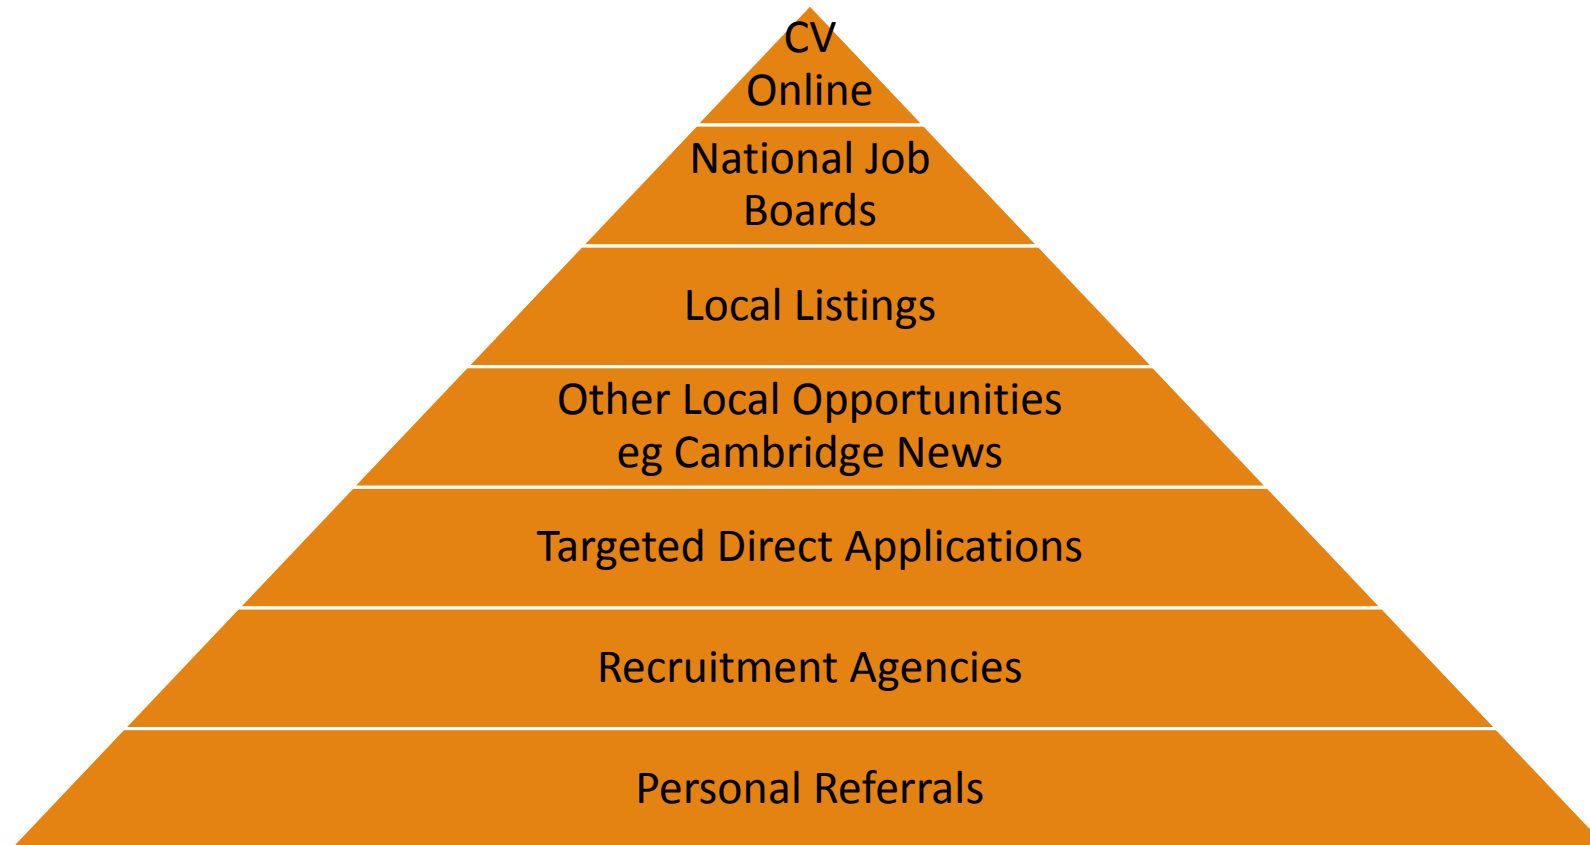 CV
Online
National Job
Boards
Local Listings
Other Local Opportunities
eg Cambridge News
Targeted Direct Applications
Recruitment Agencies
Personal Referrals